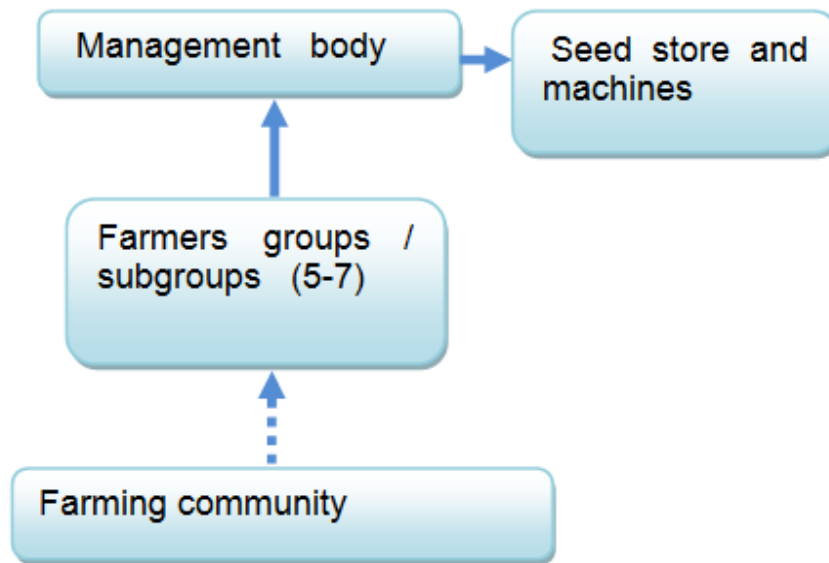 Management body
Seed store and
machines
Farmers groups /
subgroups (5-7)
Farming community